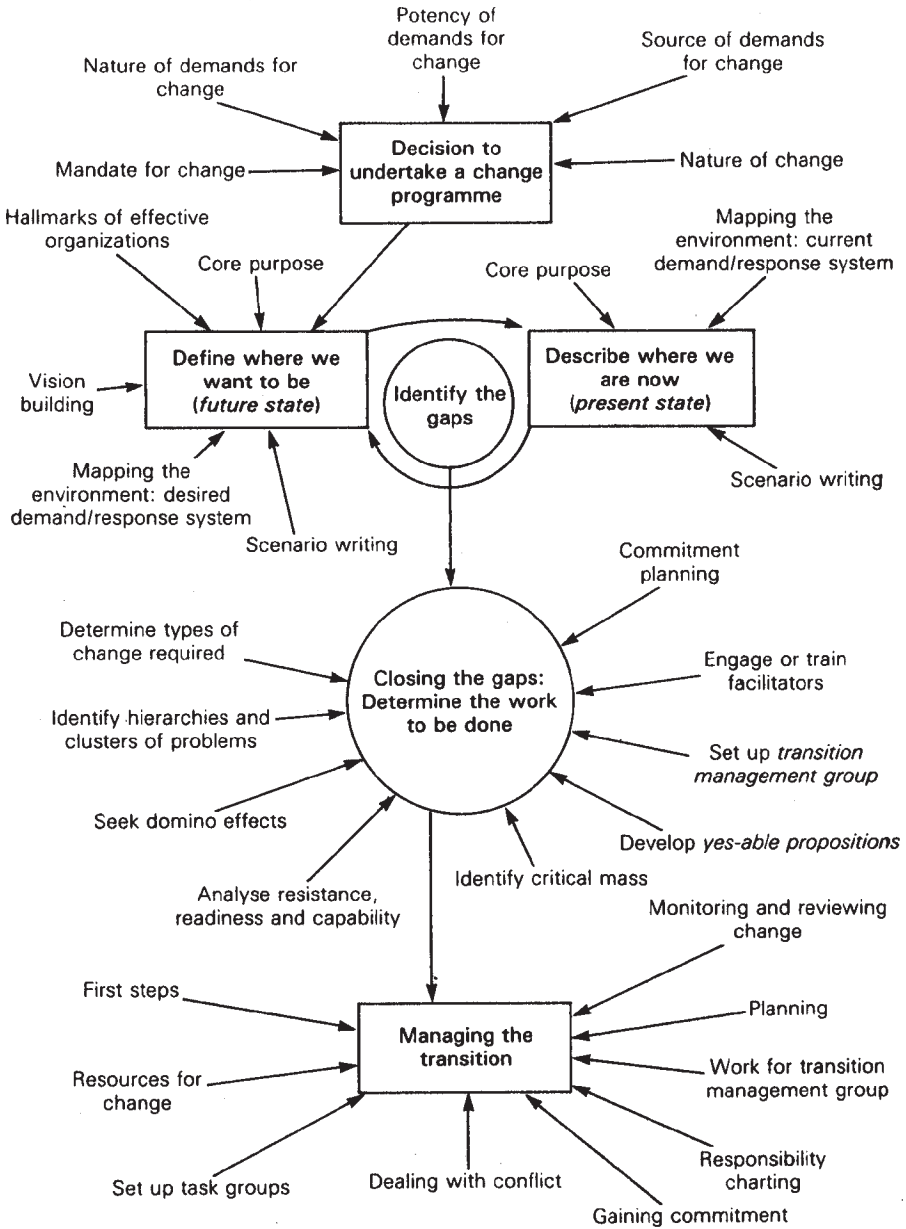 Potency of
demands for
change
Source of demands
for change
Nature of demands for
change
Decision to
undertake a change
programme
Mandate for change
Nature of change
Hallmarks of effective
organizations
Core purpose
Core purpose
Mapping the
environment: current
demand/response system
Define where we
want to be
(future state)
Identify the
gaps
Describe where we
are now
(present state)
Vision
building
Mapping the
environment: desired
demand/response system
Scenario writing
Scenario writing
Commitment
planning
Determine types of
change required
Engage or train
facilitators
Closing the gaps:
Determine the work
to be done
Identify hierarchies and
clusters of problems
Set up transition
management group
Seek domino effects
Develop yes-able propositions
Analyse resistance,
readiness and capability
Identify critical mass
Monitoring and reviewing
change
First steps
Planning
Managing the
transition
Resources for
change
Work for transition
management group
Set up task groups
Dealing with conflict
Responsibility
charting
Gaining commitment